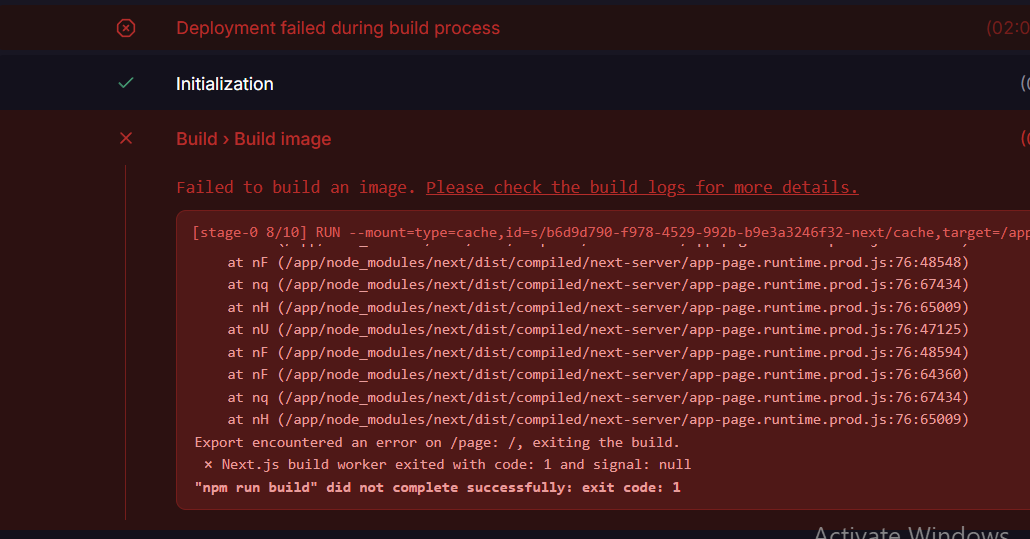 Deployment failed during build process (02:0
Initialization
Build › Build image
Failed to build an image. Please check the build logs for more details.
[stage-0 8/10] RUN --mount=type=cache,id=s/b6d9d790-f978-4529-992b-b9e3a3246f32-next/cache,target=/app
at nF (/app/node_modules/next/dist/compiled/next-server/app-page.runtime.prod.js:76:48548)
at nq (/app/node_modules/next/dist/compiled/next-server/app-page.runtime.prod.js:76:67434)
at nH (/app/node_modules/next/dist/compiled/next-server/app-page.runtime.prod.js:76:65009)
at nU (/app/node_modules/next/dist/compiled/next-server/app-page.runtime.prod.js:76:47125)
at nF (/app/node_modules/next/dist/compiled/next-server/app-page.runtime.prod.js:76:48594)
at nF (/app/node_modules/next/dist/compiled/next-server/app-page.runtime.prod.js:76:64360)
at nq (/app/node_modules/next/dist/compiled/next-server/app-page.runtime.prod.js:76:67434)
at nH (/app/node_modules/next/dist/compiled/next-server/app-page.runtime.prod.js:76:65009)
Export encountered an error on /page: /, exiting the build.
⨯ Next.js build worker exited with code: 1 and signal: null
"npm run build" did not complete successfully: exit code: 1
Activate Windows